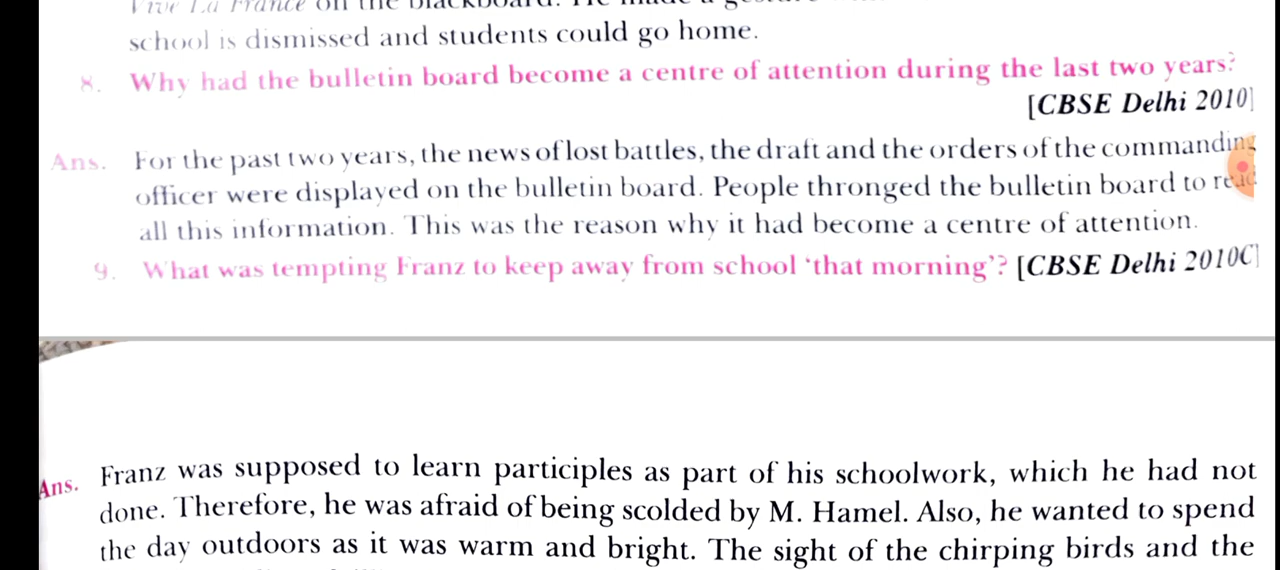 school is dismissed and students could go home.
8. Why had the bulletin board become a centre of attention during the last two years?
[CBSE Delhi 2010]
Ans. For the past two years, the news of lost battles, the draft and the orders of the commanding
officer were displayed on the bulletin board. People thronged the bulletin board to read
all this information. This was the reason why it had become a centre of attention.
9. What was tempting Franz to keep away from school ‘that morning’? [CBSE Delhi 2010C]
Ans. Franz was supposed to learn participles as part of his schoolwork, which he had not
done. Therefore, he was afraid of being scolded by M. Hamel. Also, he wanted to spend
the day outdoors as it was warm and bright. The sight of the chirping birds and the